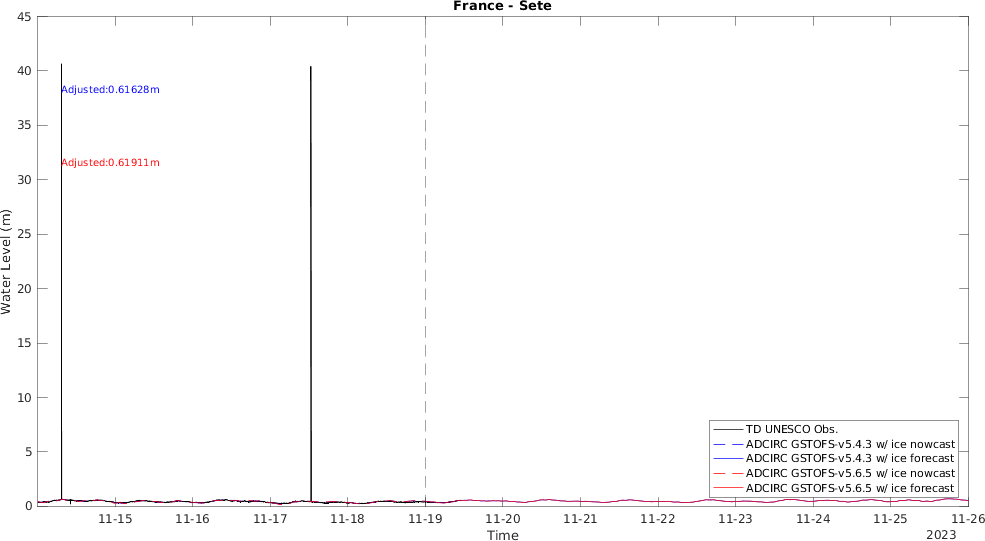 France - Sete
45
40
35
30
25
20
15
10
5
0
Water Level (m)
Adjusted:0.61628m
Adjusted:0.61911m
TD UNESCO Obs.
ADCIRC GSTOFS-v5.4.3 w/ ice nowcast
ADCIRC GSTOFS-v5.4.3 w/ ice forecast
ADCIRC GSTOFS-v5.6.5 w/ ice nowcast
ADCIRC GSTOFS-v5.6.5 w/ ice forecast
11-15 11-16 11-17 11-18 11-19 11-20 11-21 11-22 11-23 11-24 11-25 11-26
Time
2023